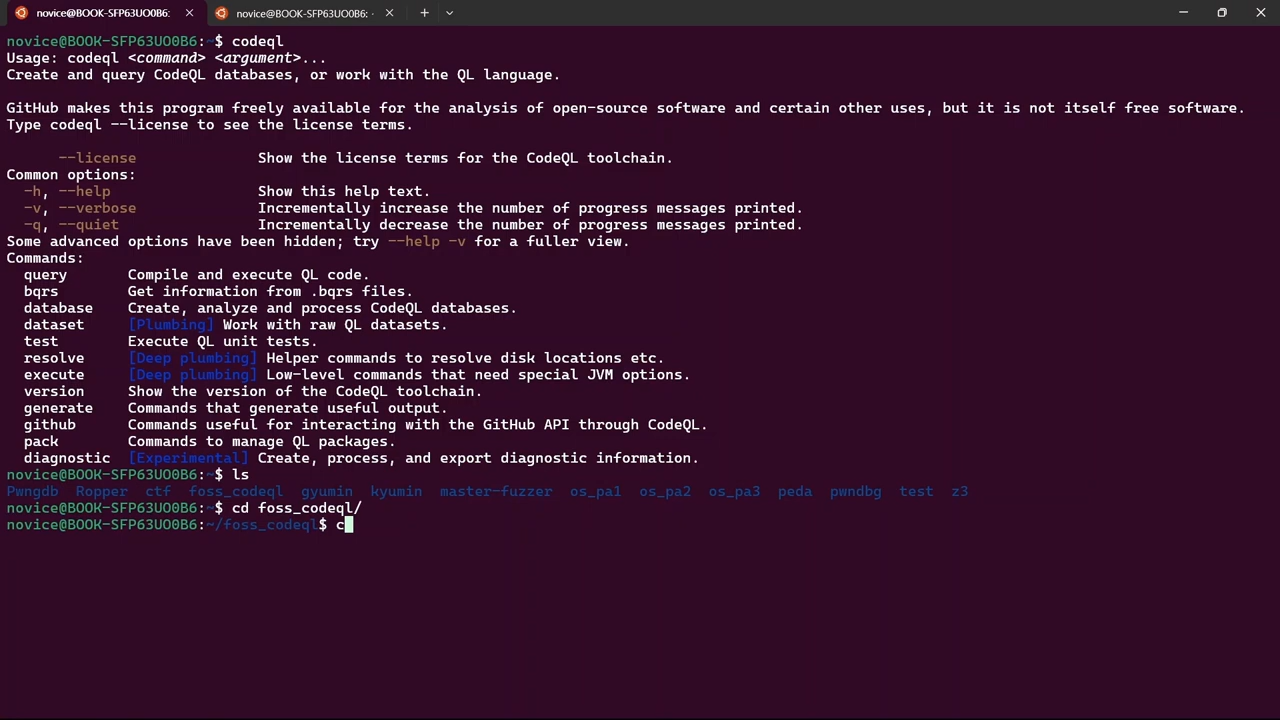 novice@BOOK-SFP63UO0B6:
novice@BOOK-SFP63UO0B6: -
novice@BOOK-SFP63UO0B6:~$ codeql
Usage: codeql <command> <argument>...
Create and query CodeQL databases, or work with the QL language.
GitHub makes this program freely available for the analysis of open-source software and certain other uses, but it is not itself free software.
Type codeql --license to see the license terms.
--license Show the license terms for the CodeQL toolchain.
Common options:
-h, --help Show this help text.
-v, --verbose Incrementally increase the number of progress messages printed.
-q, --quiet Incrementally decrease the number of progress messages printed.
Some advanced options have been hidden; try --help -v for a fuller view.
Commands:
query Compile and execute QL code.
bqrs Get information from .bqrs files.
database Create, analyze and process CodeQL databases.
dataset [Plumbing] Work with raw QL datasets.
test Execute QL unit tests.
resolve [Deep plumbing] Helper commands to resolve disk locations etc.
execute [Deep plumbing] Low-level commands that need special JVM options.
version Show the version of the CodeQL toolchain.
generate Commands that generate useful output.
github Commands useful for interacting with the GitHub API through CodeQL.
pack Commands to manage QL packages.
diagnostic [Experimental] Create, process, and export diagnostic information.
novice@BOOK-SFP63UO0B6:~$ ls
Pwngdb Ropper ctf foss_codeql gyumin kyumin master-fuzzer os_pa1 os_pa2 os_pa3 peda pwndbg test z3
novice@BOOK-SFP63UO0B6:~$ cd foss_codeql/
novice@BOOK-SFP63UO0B6:~/foss_codeql$ c